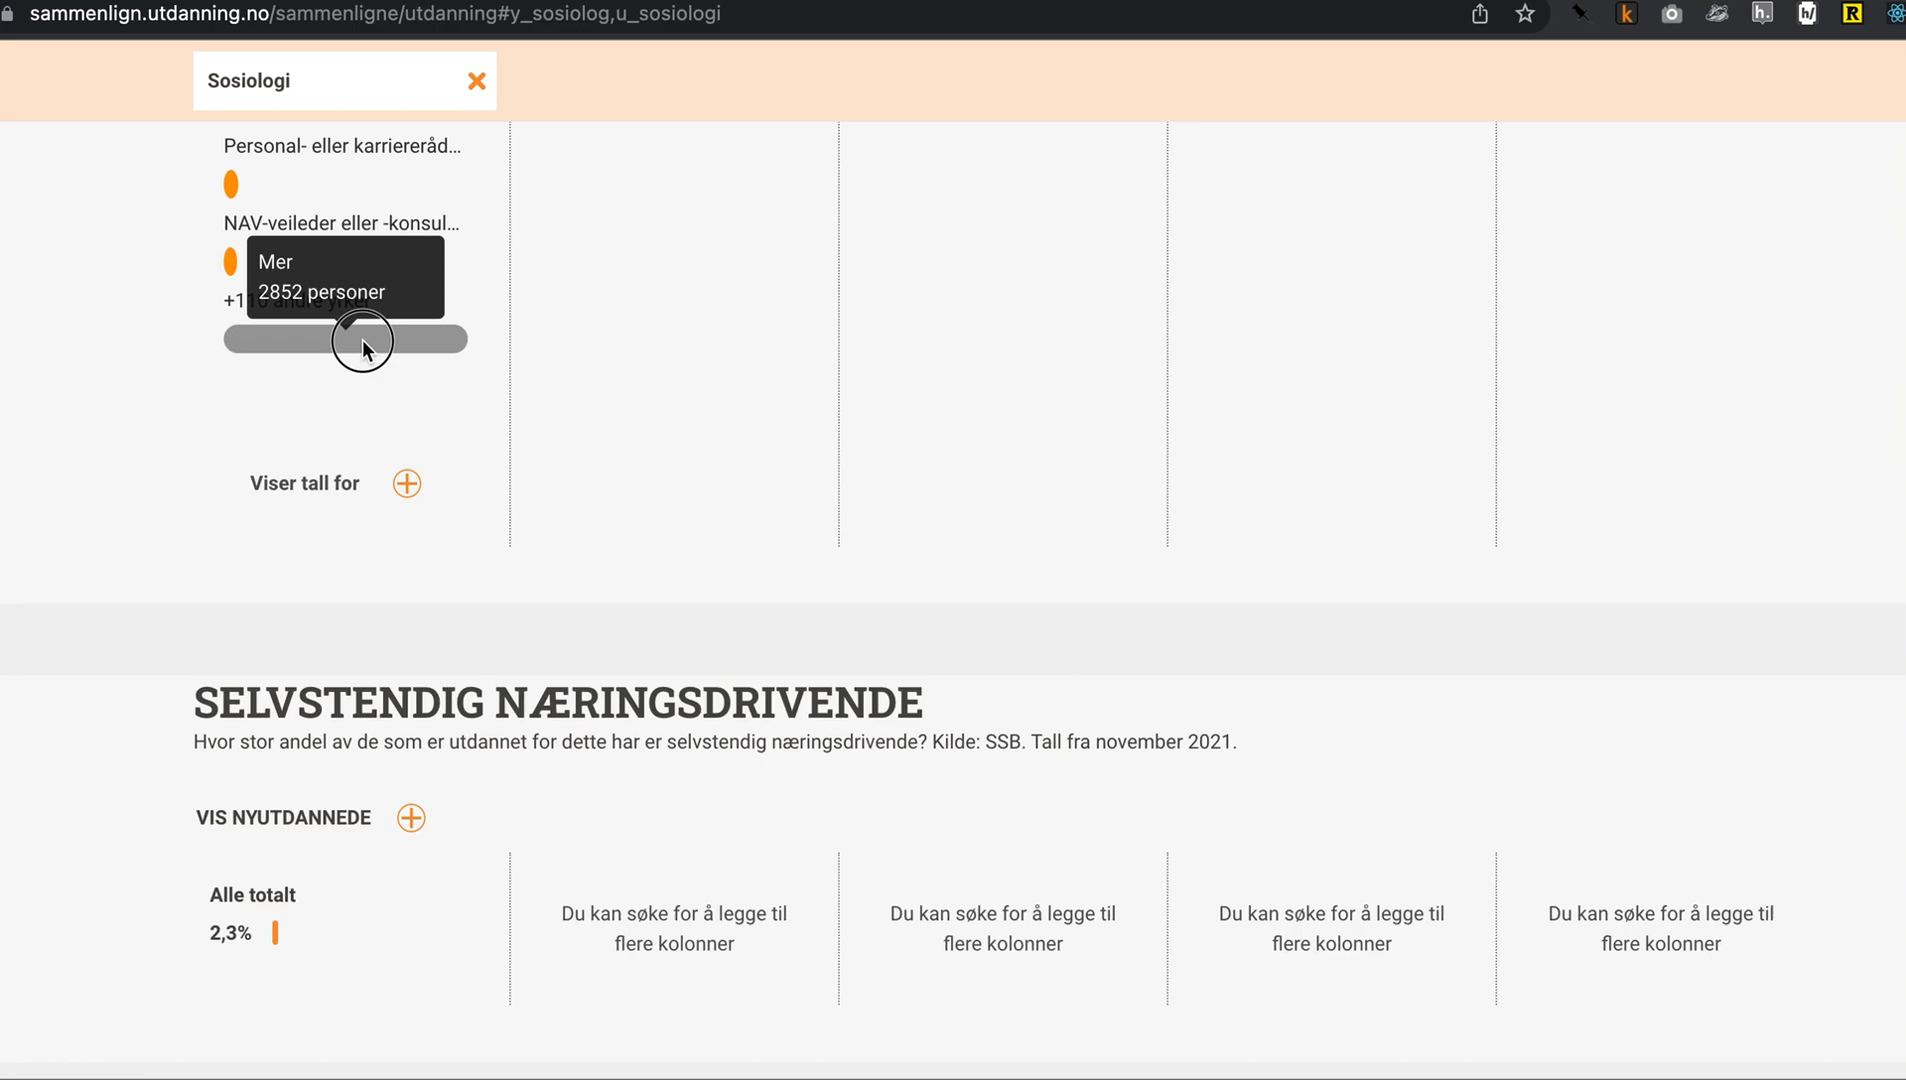 sammenlign.utdanning.no/sammenligne/utdanning#y_sosiolog,u_sosiologi
k
h.
h/
R
Sosiologi
Personal- eller karriereråd...
NAV-veileder eller -konsul...
Mer
2852 personer
Viser tall for
SELVSTENDIG NÆRINGSDRIVENDE
Hvor stor andel av de som er utdannet for dette har er selvstendig næringsdrivende? Kilde: SSB. Tall fra november 2021.
VIS NYUTDANNEDE
Alle totalt
2,3%
Du kan søke for å legge til
flere kolonner
Du kan søke for å legge til
flere kolonner
Du kan søke for å legge til
flere kolonner
Du kan søke for å legge til
flere kolonner